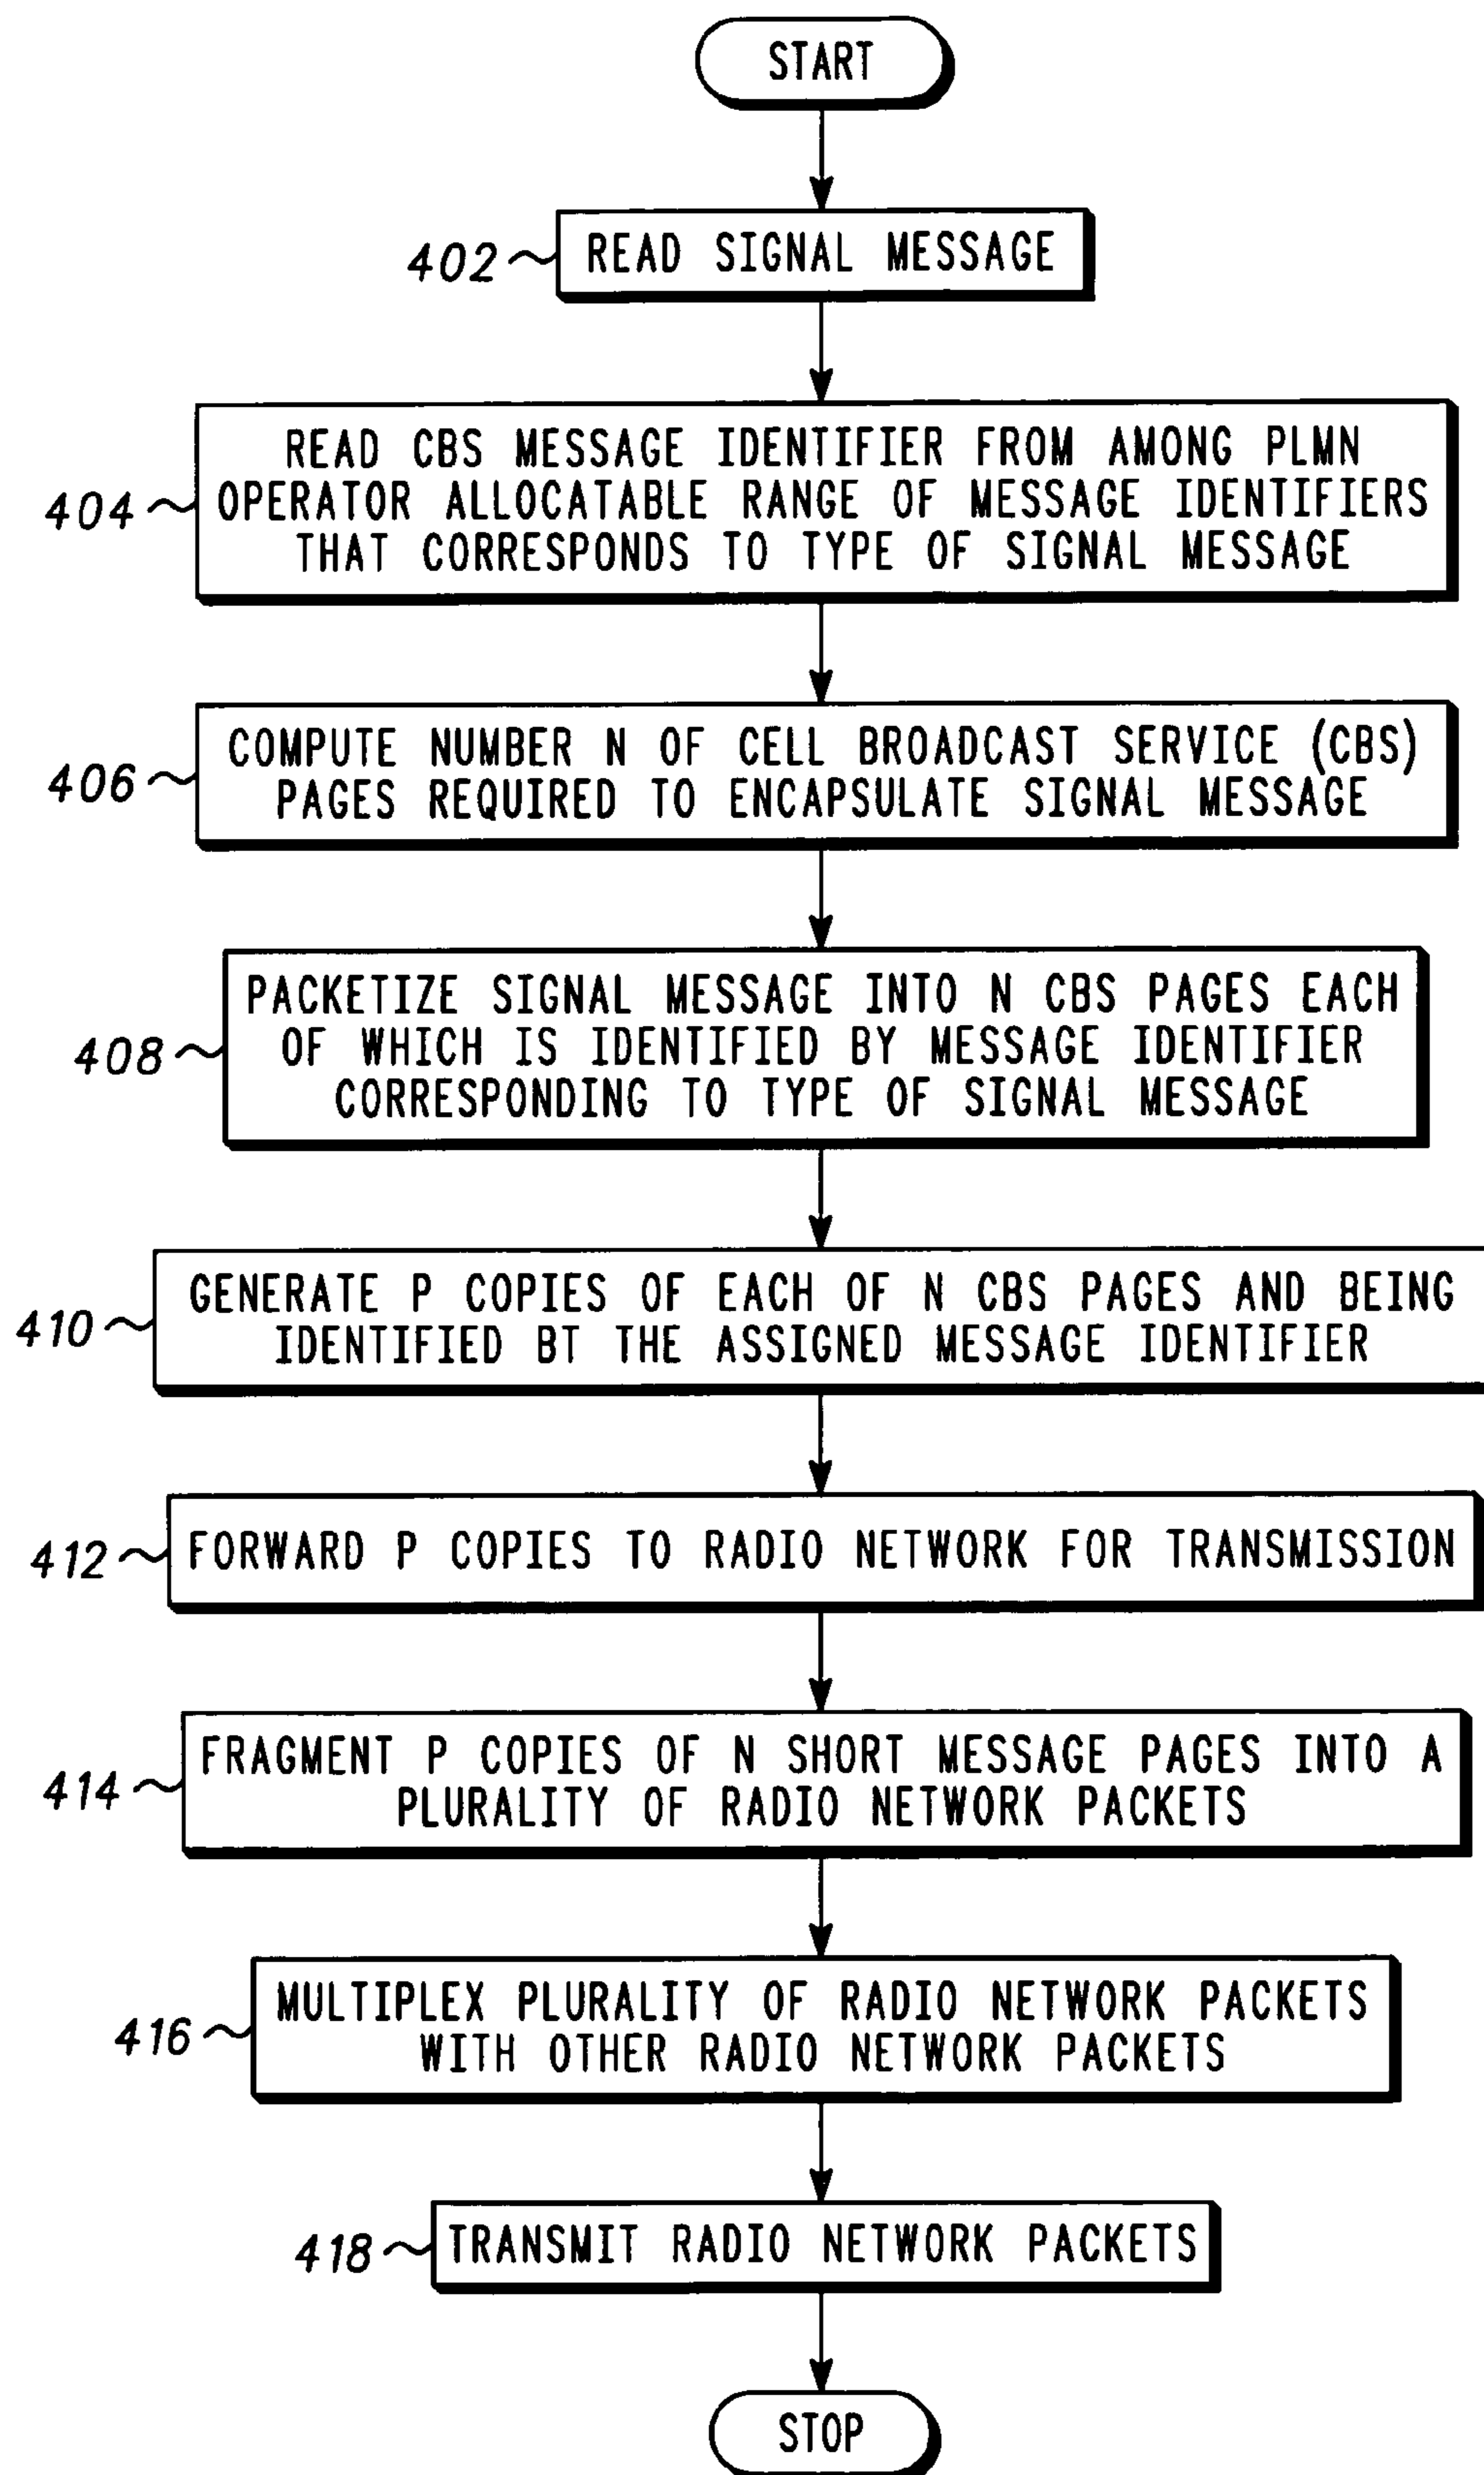 START
402
READ SIGNAL MESSAGE
404
READ CBS MESSAGE IDENTIFIER FROM AMONG PLMN
OPERATOR ALLOCATABLE RANGE OF MESSAGE IDENTIFIERS
THAT CORRESPONDS TO TYPE OF SIGNAL MESSAGE
406
COMPUTE NUMBER N OF CELL BROADCAST SERVICE (CBS)
PAGES REQUIRED TO ENCAPSULATE SIGNAL MESSAGE
408
PACKETIZE SIGNAL MESSAGE INTO N CBS PAGES EACH
OF WHICH IS IDENTIFIED BY MESSAGE IDENTIFIER
CORRESPONDING TO TYPE OF SIGNAL MESSAGE
410
GENERATE P COPIES OF EACH OF N CBS PAGES AND BEING
IDENTIFIED BT THE ASSIGNED MESSAGE IDENTIFIER
412
FORWARD P COPIES TO RADIO NETWORK FOR TRANSMISSION
414
FRAGMENT P COPIES OF N SHORT MESSAGE PAGES INTO A
PLURALITY OF RADIO NETWORK PACKETS
416
MULTIPLEX PLURALITY OF RADIO NETWORK PACKETS
WITH OTHER RADIO NETWORK PACKETS
418
TRANSMIT RADIO NETWORK PACKETS
STOP